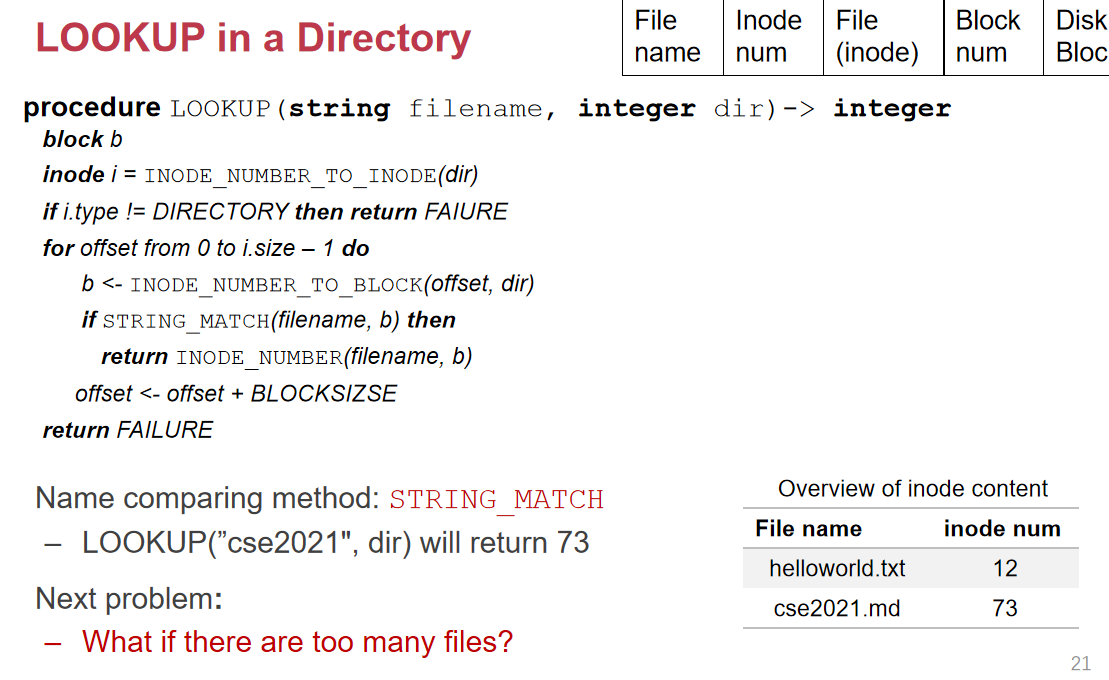 LOOKUP in a Directory
File name
Inode num
File (inode)
Block num
Disk Bloc
procedure LOOKUP(string filename, integer dir)-> integer
block b
inode i = INODE_NUMBER_TO_INODE(dir)
if i.type != DIRECTORY then return FAIURE
for offset from 0 to i.size – 1 do
b <- INODE_NUMBER_TO_BLOCK(offset, dir)
if STRING_MATCH(filename, b) then
return INODE_NUMBER(filename, b)
offset <- offset + BLOCKSIZSE
return FAILURE
Name comparing method: STRING_MATCH
– LOOKUP(”cse2021", dir) will return 73
Next problem:
– What if there are too many files?
Overview of inode content
File name inode num
helloworld.txt 12
cse2021.md 73
21